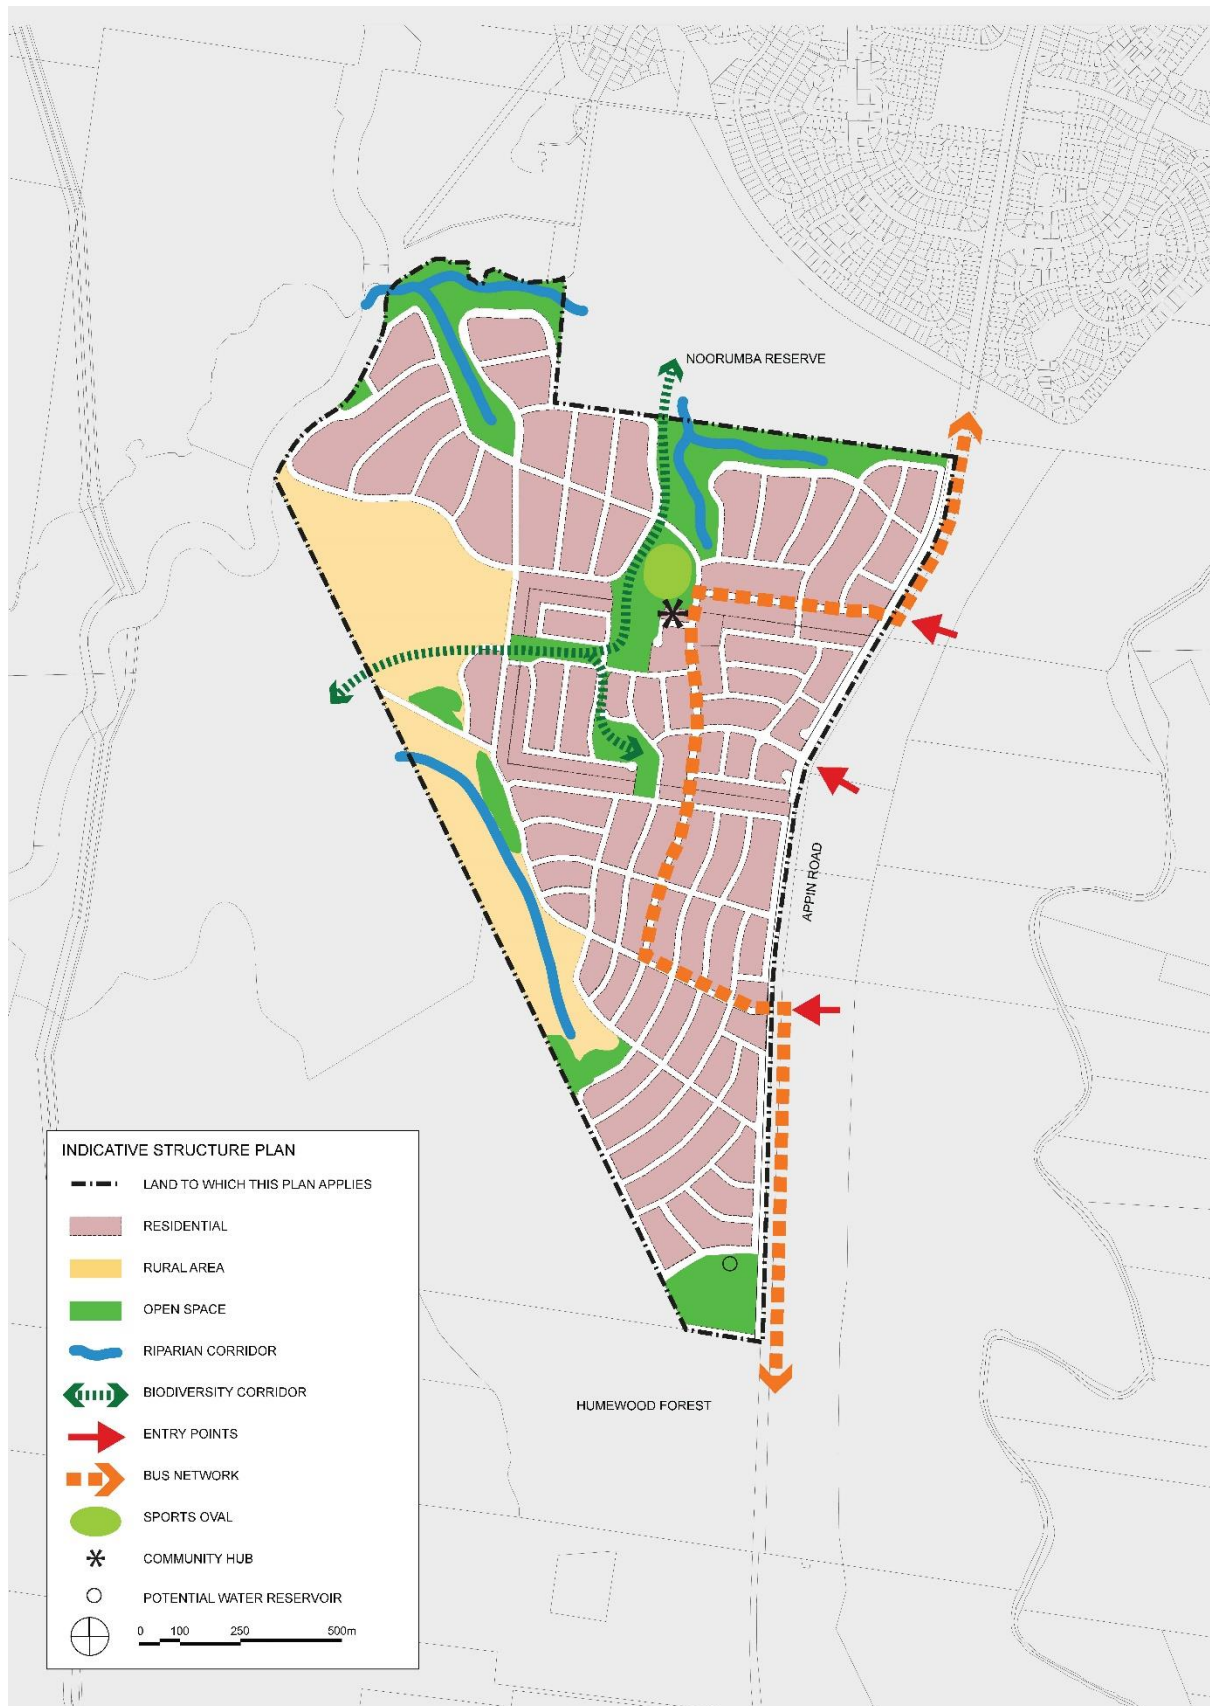 NOORUMBA RESERVE
APPIN ROAD
HUMEWOOD FOREST
INDICATIVE STRUCTURE PLAN
LAND TO WHICH THIS PLAN APPLIES
RESIDENTIAL
RURAL AREA
OPEN SPACE
RIPARIAN CORRIDOR
BIODIVERSITY CORRIDOR
ENTRY POINTS
BUS NETWORK
SPORTS OVAL
COMMUNITY HUB
POTENTIAL WATER RESERVOIR
0 100 250 500m